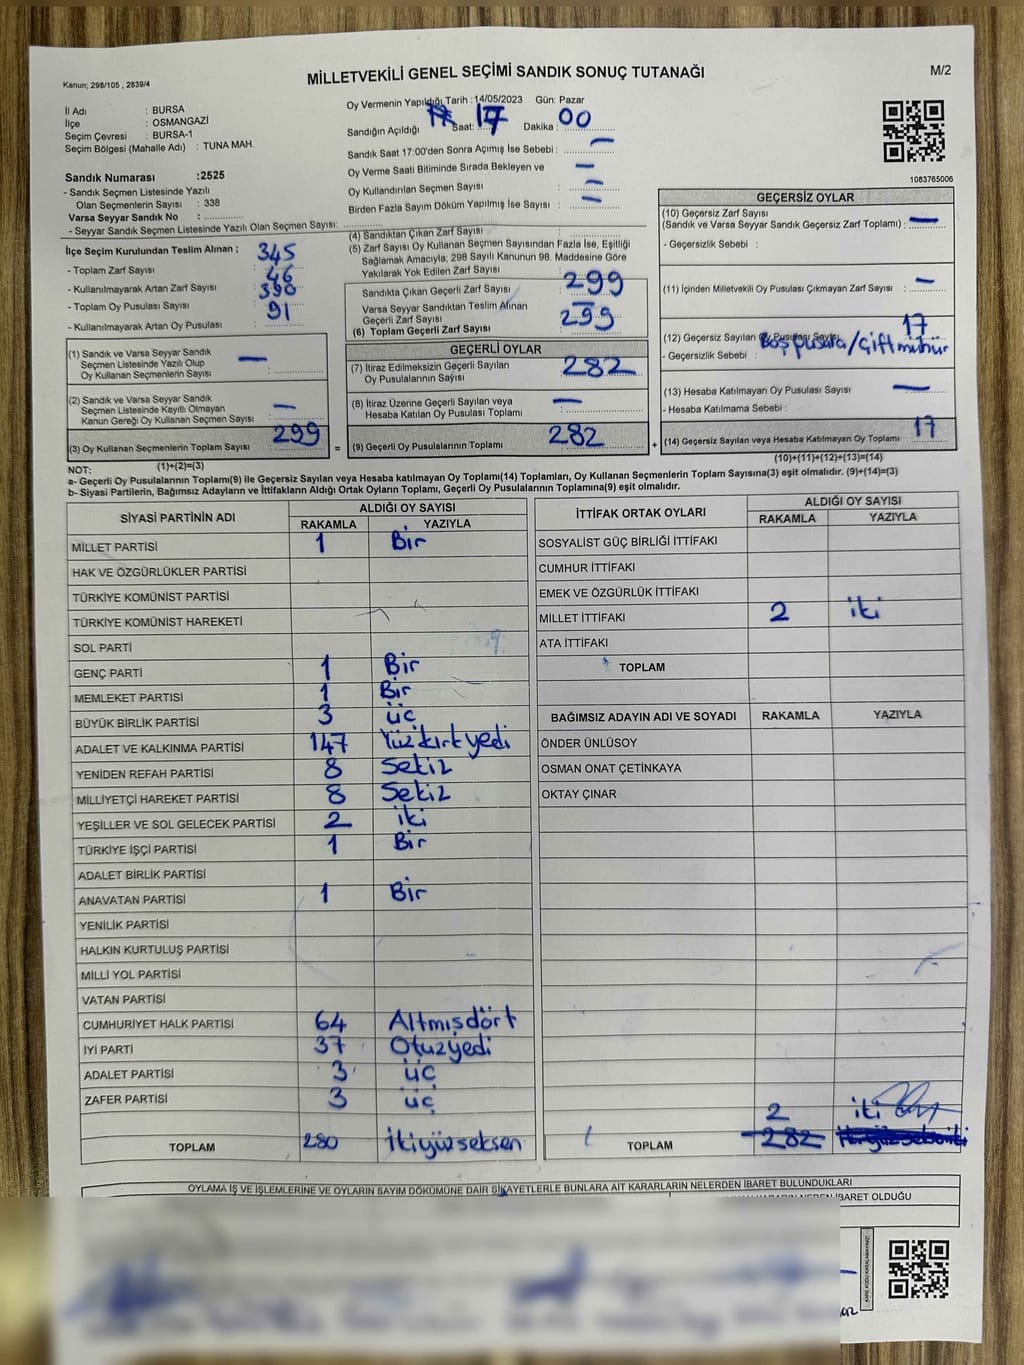 Kanun; 298/105 , 2839/4
MİLLETVEKİLİ GENEL SEÇİMİ SANDIK SONUÇ TUTANAĞI
M/2
İl Adı : BURSA
İlçe : OSMANGAZİ
Seçim Çevresi : BURSA-1
Seçim Bölgesi (Mahalle Adı) : TUNA MAH.
Sandık Numarası :2525
- Sandık Seçmen Listesinde Yazılı
Olan Seçmenlerin Sayısı : 338
Varsa Seyyar Sandık No :
- Seyyar Sandık Seçmen Listesinde Yazılı Olan Seçmen Sayısı:
Oy Vermenin Yapıldığı Tarih :14/05/2023 Gün: Pazar
Sandığın Açıldığı Saat: 17 Dakika : 00
Sandık Saat 17:00'den Sonra Açımış İse Sebebi : —
Oy Verme Saati Bitiminde Sırada Bekleyen ve —
Oy Kullandırılan Seçmen Sayısı : —
Birden Fazla Sayım Döküm Yapılmış İse Sayısı : —
1083765006
İlçe Seçim Kurulundan Teslim Alınan ;
- Toplam Zarf Sayısı : 345
- Kullanılmayarak Artan Zarf Sayısı : 46
- Toplam Oy Pusulası Sayısı : 390
- Kullanılmayarak Artan Oy Pusulası : 91
(1) Sandık ve Varsa Seyyar Sandık
Seçmen Listesinde Yazılı Olup
Oy Kullanan Seçmenlerin Sayısı : —
(2) Sandık ve Varsa Seyyar Sandık
Seçmen Listesinde Kayıtlı Olmayan
Kanun Gereği Oy Kullanan Seçmen Sayısı : —
(3) Oy Kullanan Seçmenlerin Toplam Sayısı : 299
(1)+(2)=(3)
(4) Sandıktan Çıkan Zarf Sayısı :
(5) Zarf Sayısı Oy Kullanan Seçmen Sayısından Fazla İse, Eşitliği
Sağlamak Amacıyla; 298 Sayılı Kanunun 98. Maddesine Göre
Yakılarak Yok Edilen Zarf Sayısı :
Sandıkta Çıkan Geçerli Zarf Sayısı : 299
Varsa Seyyar Sandıktan Teslim Alınan
Geçerli Zarf Sayısı : —
(6) Toplam Geçerli Zarf Sayısı : 299
GEÇERLİ OYLAR
(7) İtiraz Edilmeksizin Geçerli Sayılan
Oy Pusulalarının Sayısı : 282
(8) İtiraz Üzerine Geçerli Sayılan veya
Hesaba Katılan Oy Pusulası Toplamı : —
= (9) Geçerli Oy Pusulalarının Toplamı : 282 +
GEÇERSİZ OYLAR
(10) Geçersiz Zarf Sayısı
(Sandık ve Varsa Seyyar Sandık Geçersiz Zarf Toplamı) : —
- Geçersizlik Sebebi :
(11) İçinden Milletvekili Oy Pusulası Çıkmayan Zarf Sayısı : —
(12) Geçersiz Sayılan Oy Pusulası Sayısı 17
- Geçersizlik Sebebi : Boş pusula/Çift mühür
(13) Hesaba Katılmayan Oy Pusulası Sayısı —
- Hesaba Katılmama Sebebi :
(14) Geçersiz Sayılan veya Hesaba Katılmayan Oy Toplamı : 17
(10)+(11)+(12)+(13)=(14)
NOT:
a- Geçerli Oy Pusulalarının Toplamı(9) ile Geçersiz Sayılan veya Hesaba katılmayan Oy Toplamı(14) Toplamları, Oy Kullanan Seçmenlerin Toplam Sayısına(3) eşit olmalıdır. (9)+(14)=(3)
b- Siyasi Partilerin, Bağımsız Adayların ve İttifakların Aldığı Ortak Oyların Toplamı, Geçerli Oy Pusulalarının Toplamına(9) eşit olmalıdır.
SİYASİ PARTİNİN ADI
ALDIĞI OY SAYISI
RAKAMLA YAZIYLA
MİLLET PARTİSİ 1 Bir
HAK VE ÖZGÜRLÜKLER PARTİSİ
TÜRKİYE KOMÜNİST PARTİSİ
TÜRKİYE KOMÜNİST HAREKETİ
SOL PARTİ
GENÇ PARTİ 1 Bir
MEMLEKET PARTİSİ 1 Bir
BÜYÜK BİRLİK PARTİSİ 3 üç
ADALET VE KALKINMA PARTİSİ 147 Yüzkırkyedi
YENİDEN REFAH PARTİSİ 8 Sekiz
MİLLİYETÇİ HAREKET PARTİSİ 8 Sekiz
YEŞİLLER VE SOL GELECEK PARTİSİ 2 iki
TÜRKİYE İŞÇİ PARTİSİ 1 Bir
ADALET BİRLİK PARTİSİ
ANAVATAN PARTİSİ 1 Bir
YENİLİK PARTİSİ
HALKIN KURTULUŞ PARTİSİ
MİLLİ YOL PARTİSİ
VATAN PARTİSİ
CUMHURİYET HALK PARTİSİ 64 Altmışdört
İYİ PARTİ 37 Otuzyedi
ADALET PARTİSİ 3 üç
ZAFER PARTİSİ 3 üç
TOPLAM 280 İkiyüzseksen
İTTİFAK ORTAK OYLARI
ALDIĞI OY SAYISI
RAKAMLA YAZIYLA
SOSYALİST GÜÇ BİRLİĞİ İTTİFAKI
CUMHUR İTTİFAKI
EMEK VE ÖZGÜRLÜK İTTİFAKI
MİLLET İTTİFAKI 2 iki
ATA İTTİFAKI
TOPLAM
BAĞIMSIZ ADAYIN ADI VE SOYADI RAKAMLA YAZIYLA
ÖNDER ÜNLÜSOY
OSMAN ONAT ÇETİNKAYA
OKTAY ÇINAR
2 iki
TOPLAM 282
OYLAMA İŞ VE İŞLEMLERİNE VE OYLARIN SAYIM DÖKÜMÜNE DAİR ŞİKAYETLERLE BUNLARA AİT KARARLARIN NELERDEN İBARET BULUNDUKLARI
İBARET OLDUĞU